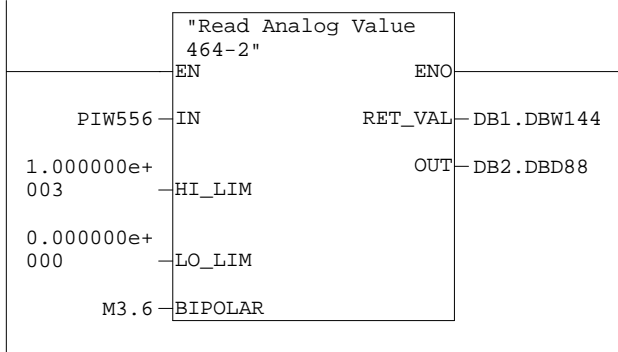 "Read Analog Value
464-2"
EN ENO
PIW556 IN RET_VAL DB1.DBW144
1.000000e+
003 HI_LIM OUT DB2.DBD88
0.000000e+
000 LO_LIM
M3.6 BIPOLAR